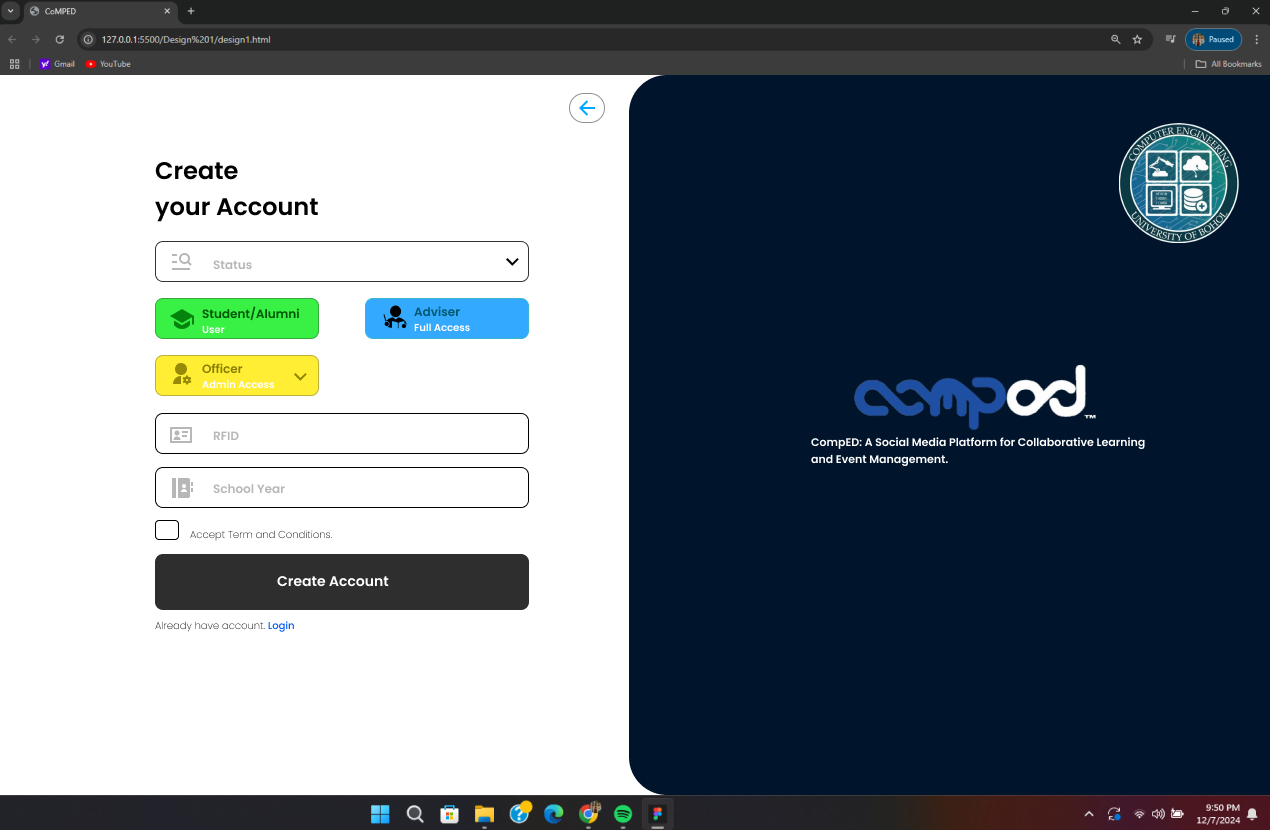 CoMPED
127.0.0.1:5500/Design%201/design1.html
Paused
Gmail
YouTube
All Bookmarks
COMPUTER ENGINEERING
UNIVERSITY OF BOHOL
Create
your Account
Status
Student/Alumni
User
Adviser
Full Access
Officer
Admin Access
RFID
School Year
Accept Term and Conditions.
Create Account
Already have account. Login
comped™
CompED: A Social Media Platform for Collaborative Learning
and Event Management.
9:50 PM
12/7/2024